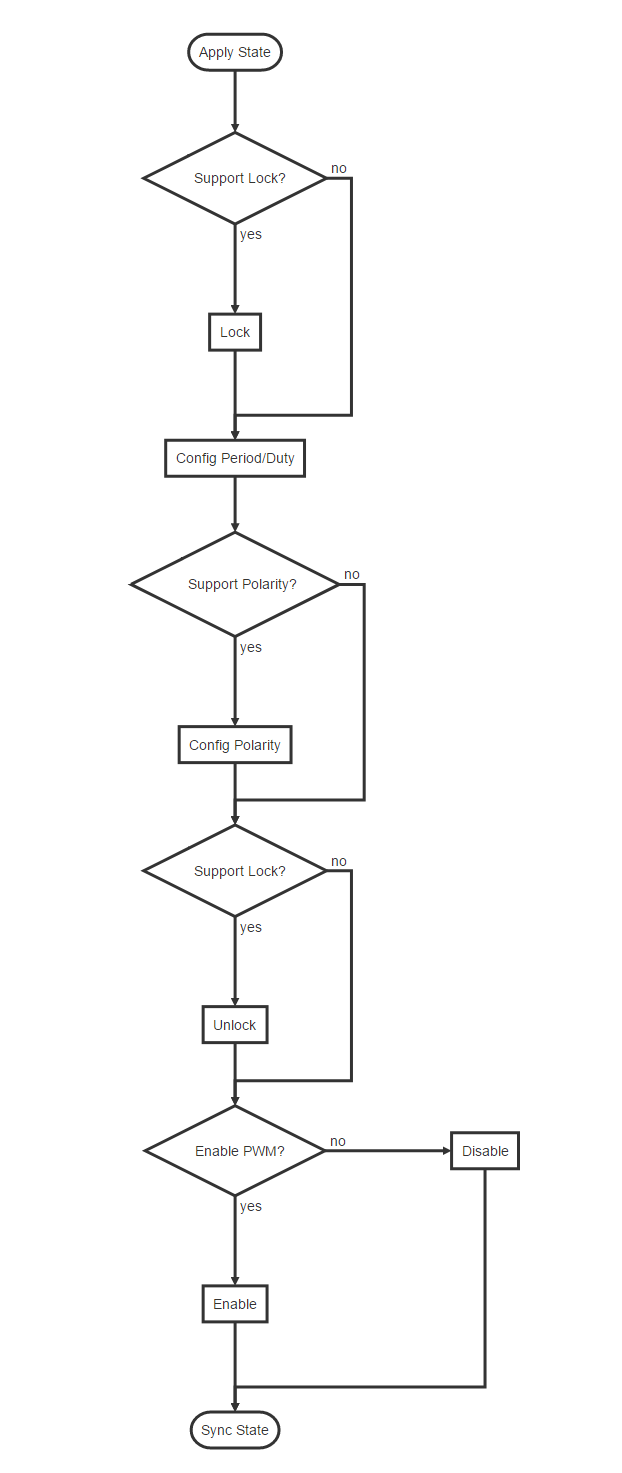 Apply State
Support Lock?
no
yes
Lock
Config Period/Duty
Support Polarity?
no
yes
Config Polarity
Support Lock?
no
yes
Unlock
Enable PWM?
no
Disable
yes
Enable
Sync State